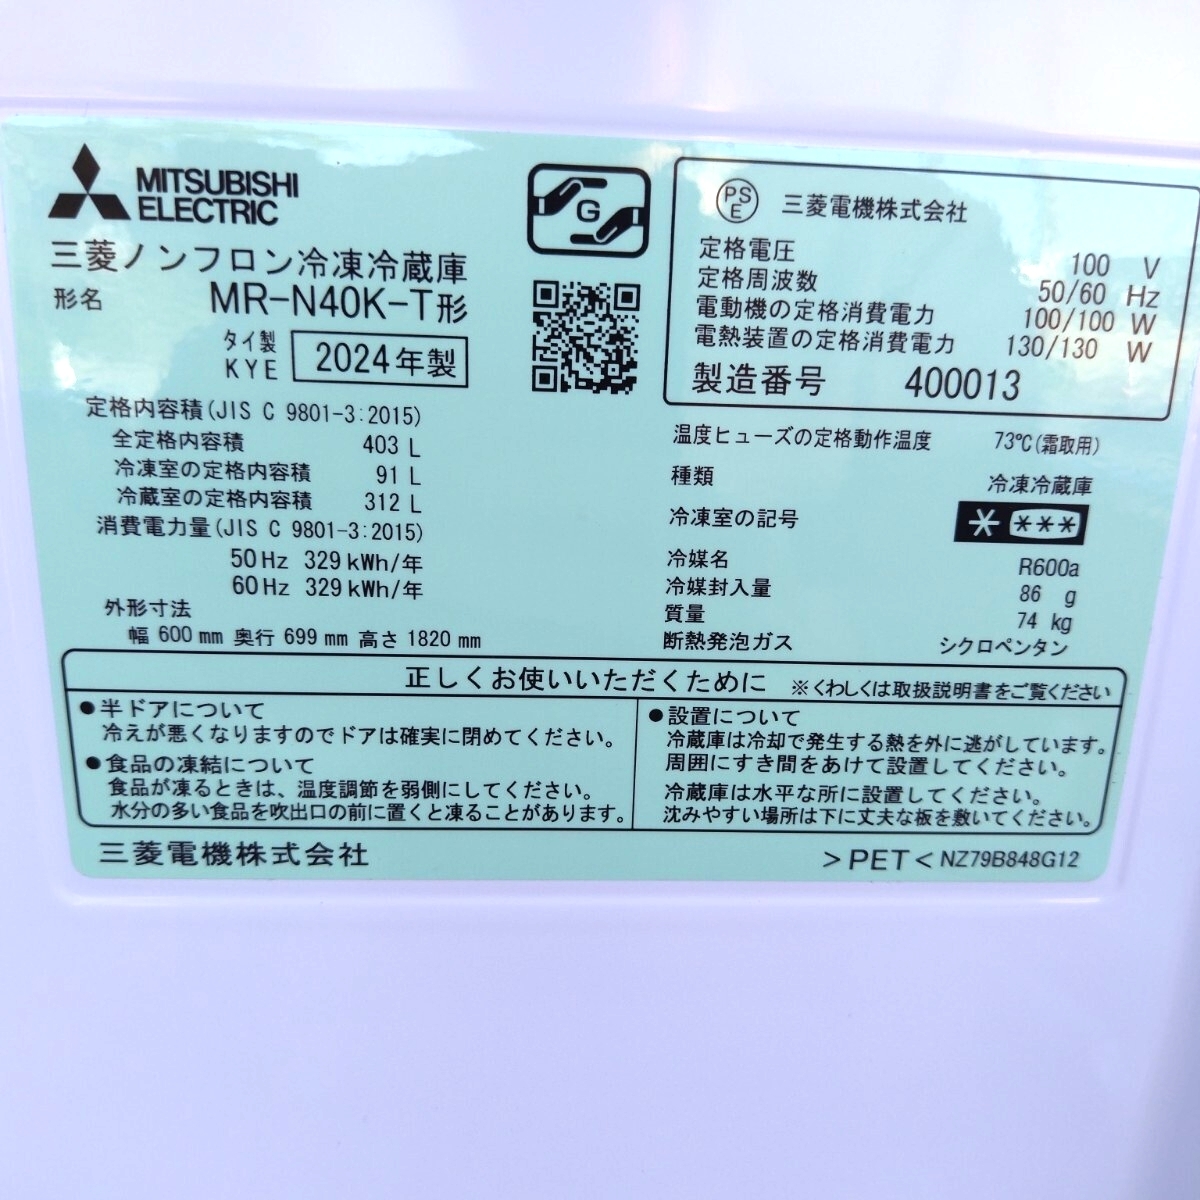 MITSUBISHI
ELECTRIC
三菱ノンフロン冷凍冷蔵庫
形名 MR-N40K-T形
タイ製
KYE 2024年製
定格内容積(JIS C 9801-3:2015)
全定格内容積 403 L
冷凍室の定格内容積 91 L
冷蔵室の定格内容積 312 L
消費電力量(JIS C 9801-3:2015)
50Hz 329kWh/年
60Hz 329kWh/年
外形寸法
幅 600mm 奥行 699mm 高さ 1820mm
G
PS
E
三菱電機株式会社
定格電圧 100 V
定格周波数 50/60 Hz
電動機の定格消費電力 100/100 W
電熱装置の定格消費電力 130/130 W
製造番号 400013
温度ヒューズの定格動作温度 73℃(霜取用)
種類 冷凍冷蔵庫
冷凍室の記号 * ***
冷媒名 R600a
冷媒封入量 86 g
質量 74 kg
断熱発泡ガス シクロペンタン
正しくお使いいただくために ※くわしくは取扱説明書をご覧ください
●半ドアについて
冷えが悪くなりますのでドアは確実に閉めてください。
●食品の凍結について
食品が凍るときは、温度調節を弱側にしてください。
水分の多い食品を吹出口の前に置くと凍ることがあります。
●設置について
冷蔵庫は冷却で発生する熱を外に逃がしています。
周囲にすき間をあけて設置してください。
冷蔵庫は水平な所に設置してください。
沈みやすい場所は下に丈夫な板を敷いてください。
三菱電機株式会社
>PET< NZ79B848G12